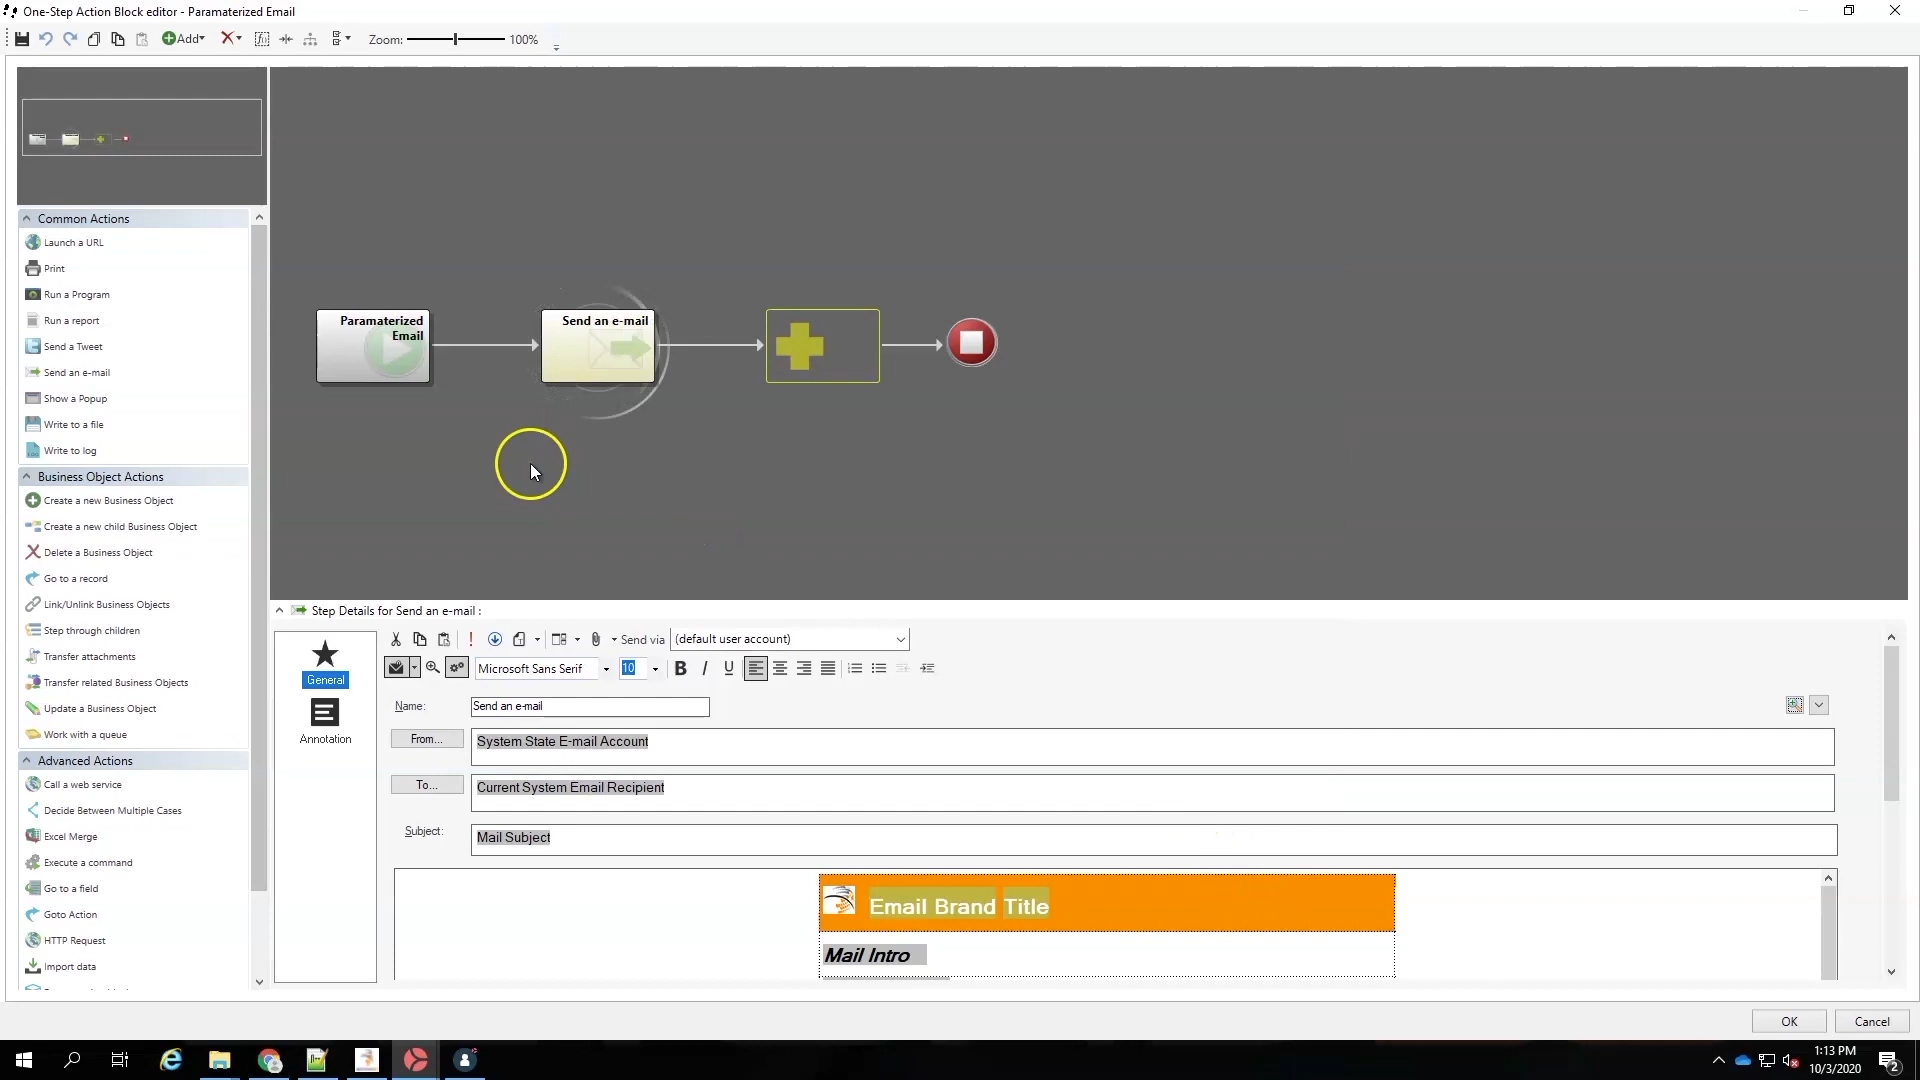 One-Step Action Block editor - Paramaterized Email
Add
Zoom:
100%
Common Actions
Launch a URL
Print
Run a Program
Run a report
Send a Tweet
Send an e-mail
Show a Popup
Write to a file
Write to log
Business Object Actions
Create a new Business Object
Create a new child Business Object
Delete a Business Object
Go to a record
Link/Unlink Business Objects
Step through children
Transfer attachments
Transfer related Business Objects
Update a Business Object
Work with a queue
Advanced Actions
Call a web service
Decide Between Multiple Cases
Excel Merge
Execute a command
Go to a field
Goto Action
HTTP Request
Import data
Paramaterized
Email
Send an e-mail
Step Details for Send an e-mail :
General
Annotation
Send via
(default user account)
Microsoft Sans Serif
10
B I U
Name:
Send an e-mail
From...
System State E-mail Account
To...
Current System Email Recipient
Subject:
Mail Subject
Email Brand Title
Mail Intro
OK
Cancel
1:13 PM
10/3/2020
2